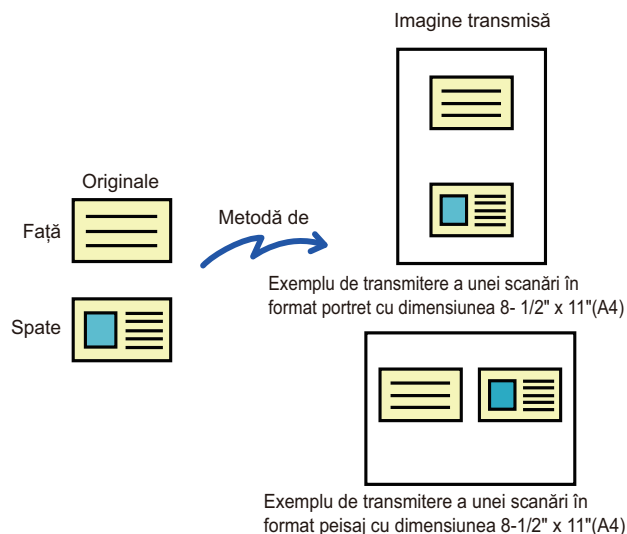 Imagine transmisă
Originale
Față
Metodă de
Spate
Exemplu de transmitere a unei scanări în
format portret cu dimensiunea 8- 1/2" x 11"(A4)
Exemplu de transmitere a unei scanări în
format peisaj cu dimensiunea 8-1/2" x 11"(A4)